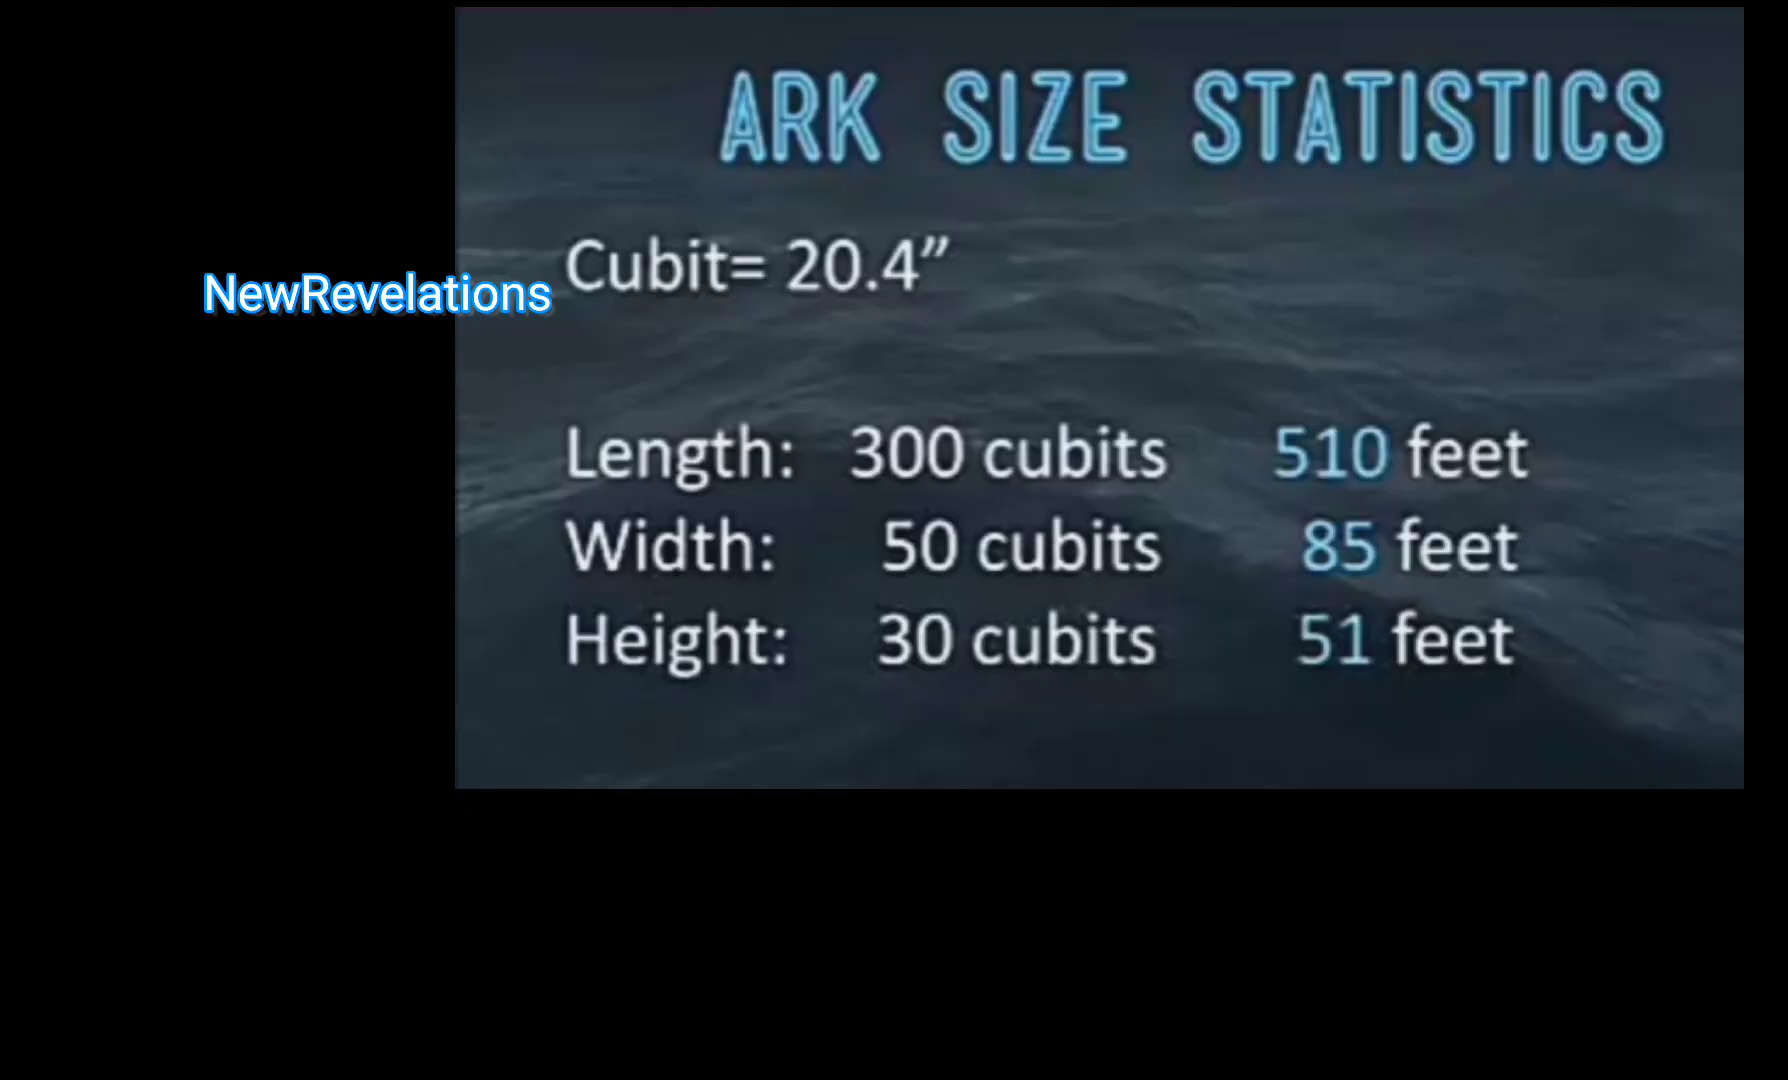 ARK SIZE STATISTICS
Cubit= 20.4”
NewRevelations
Length: 300 cubits 510 feet
Width: 50 cubits 85 feet
Height: 30 cubits 51 feet